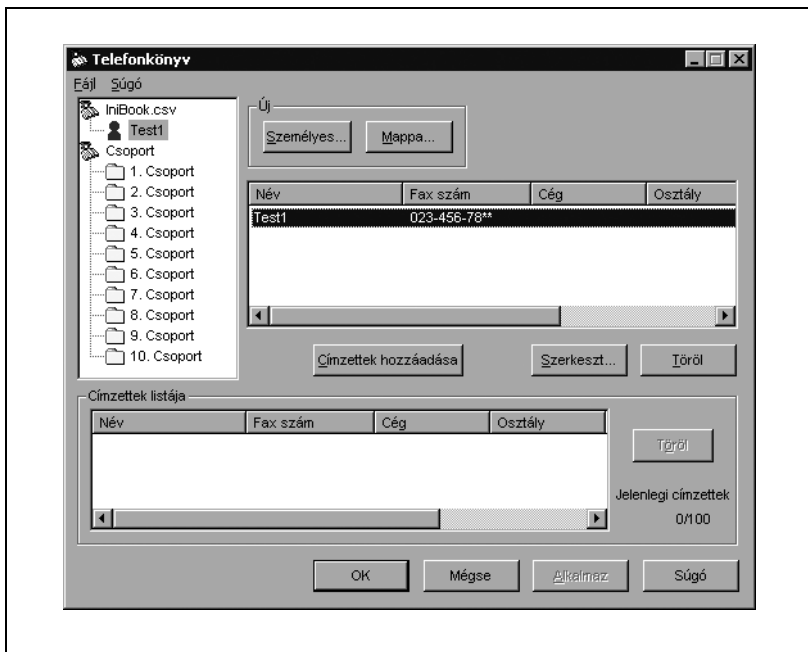 Telefonkönyv
Fájl Súgó
IniBook.csv
Test1
Csoport
1. Csoport
2. Csoport
3. Csoport
4. Csoport
5. Csoport
6. Csoport
7. Csoport
8. Csoport
9. Csoport
10. Csoport
Új
Személyes... Mappa...
Név Fax szám Cég Osztály
Test1 023-456-78**
Címzettek hozzáadása Szerkeszt... Töröl
Címzettek listája
Név Fax szám Cég Osztály
Töröl
Jelenlegi címzettek
0/100
OK Mégse Alkalmaz Súgó